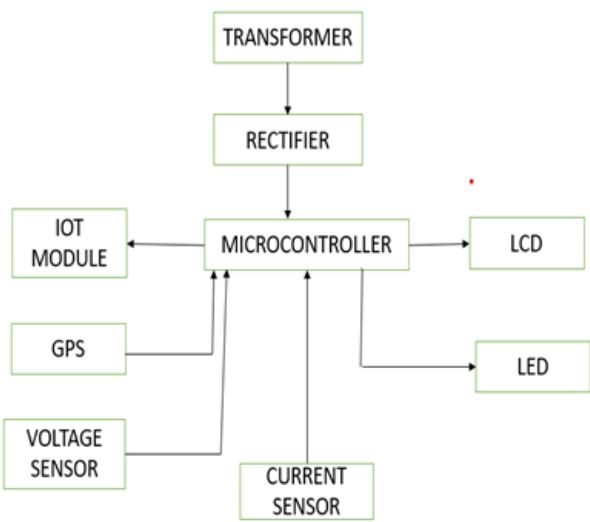 TRANSFORMER
RECTIFIER
IOT
MODULE
MICROCONTROLLER
LCD
GPS
LED
VOLTAGE
SENSOR
CURRENT
SENSOR